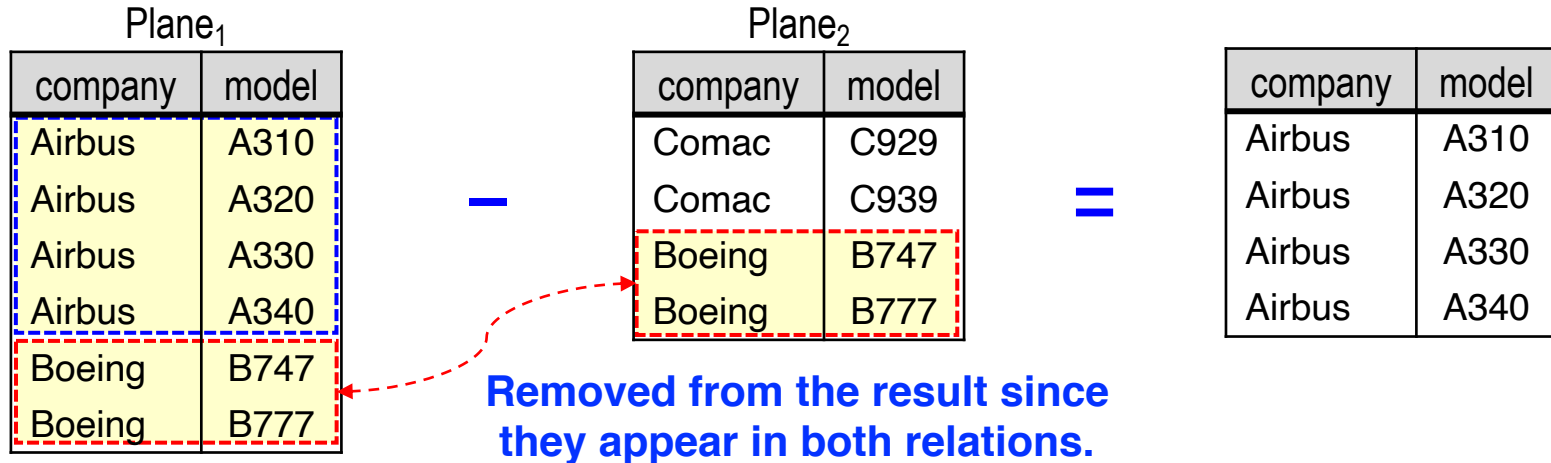 Plane₁
company model
Airbus A310
Airbus A320
Airbus A330
Airbus A340
Boeing B747
Boeing B777
–
Plane₂
company model
Comac C929
Comac C939
Boeing B747
Boeing B777
=
company model
Airbus A310
Airbus A320
Airbus A330
Airbus A340
Removed from the result since
they appear in both relations.